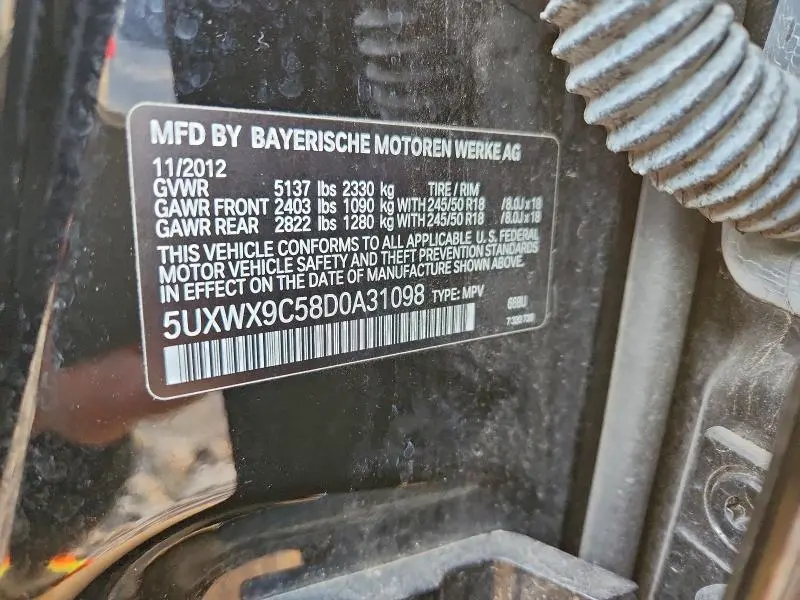 MFD BY BAYERISCHE MOTOREN WERKE AG
11/2012
GVWR 5137 lbs 2330 kg TIRE / RIM
GAWR FRONT 2403 lbs 1090 kg WITH 245/50 R18 /8.0J x 18
GAWR REAR 2822 lbs 1280 kg WITH 245/50 R18 /8.0J x 18
THIS VEHICLE CONFORMS TO ALL APPLICABLE U.S. FEDERAL
MOTOR VEHICLE SAFETY AND THEFT PREVENTION STANDARDS
IN EFFECT ON THE DATE OF MANUFACTURE SHOWN ABOVE.
5UXWX9C58D0A31098 TYPE: MPV